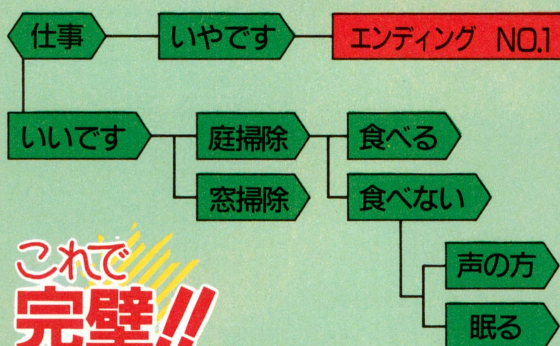 仕事
いやです
エンディング NO.1
いいです
庭掃除
食べる
窓掃除
食べない
声の方
眠る
これで
完璧!!